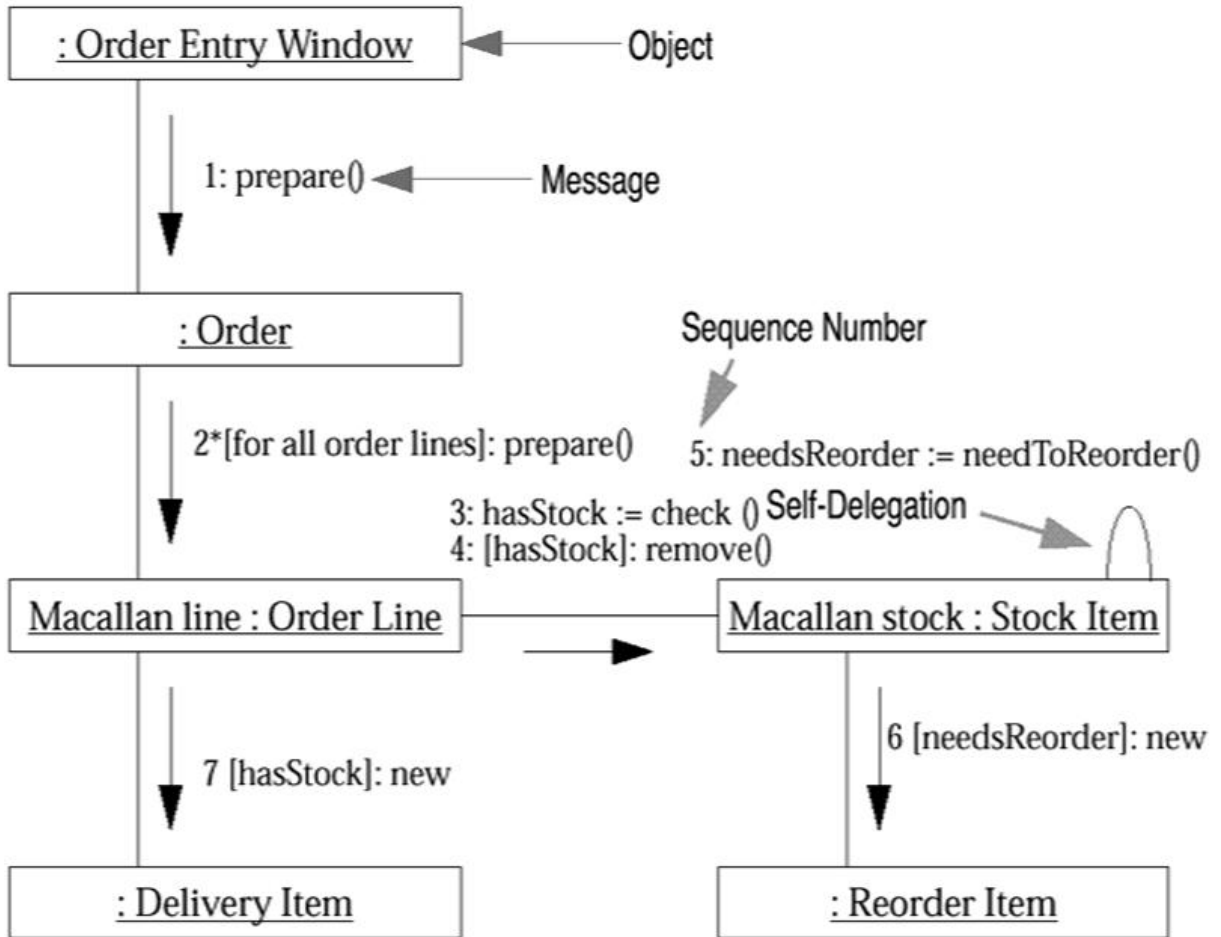 : Order Entry Window
Object
1: prepare()
Message
: Order
Sequence Number
2*[for all order lines]: prepare()
5: needsReorder := needToReorder()
3: hasStock := check ()
Self-Delegation
4: [hasStock]: remove()
Macallan line : Order Line
Macallan stock : Stock Item
6 [needsReorder]: new
7 [hasStock]: new
: Delivery Item
: Reorder Item